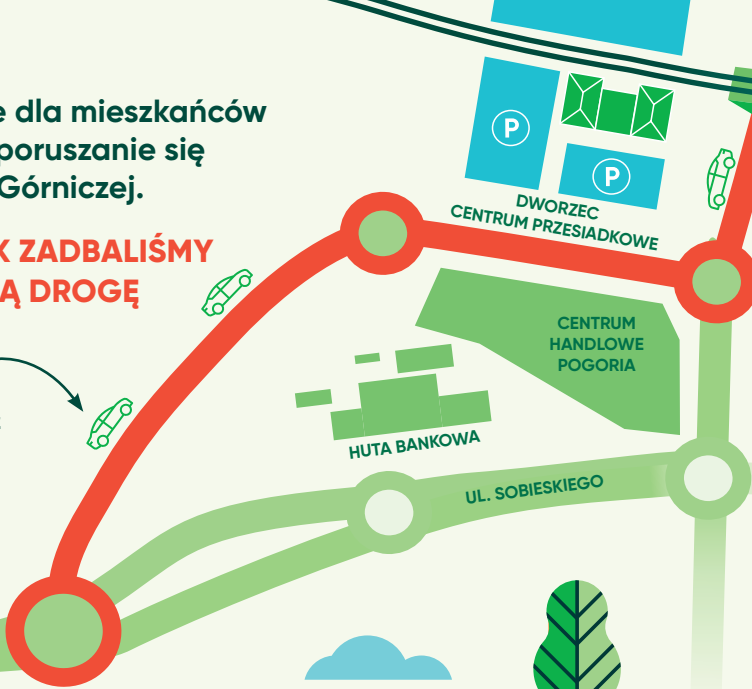 e dla mieszkańców
poruszanie się
Górniczej.
K ZADBALIŚMY
Ą DROGĘ
P
P
DWORZEC
CENTRUM PRZESIADKOWE
CENTRUM
HANDLOWE
POGORIA
HUTA BANKOWA
UL. SOBIESKIEGO